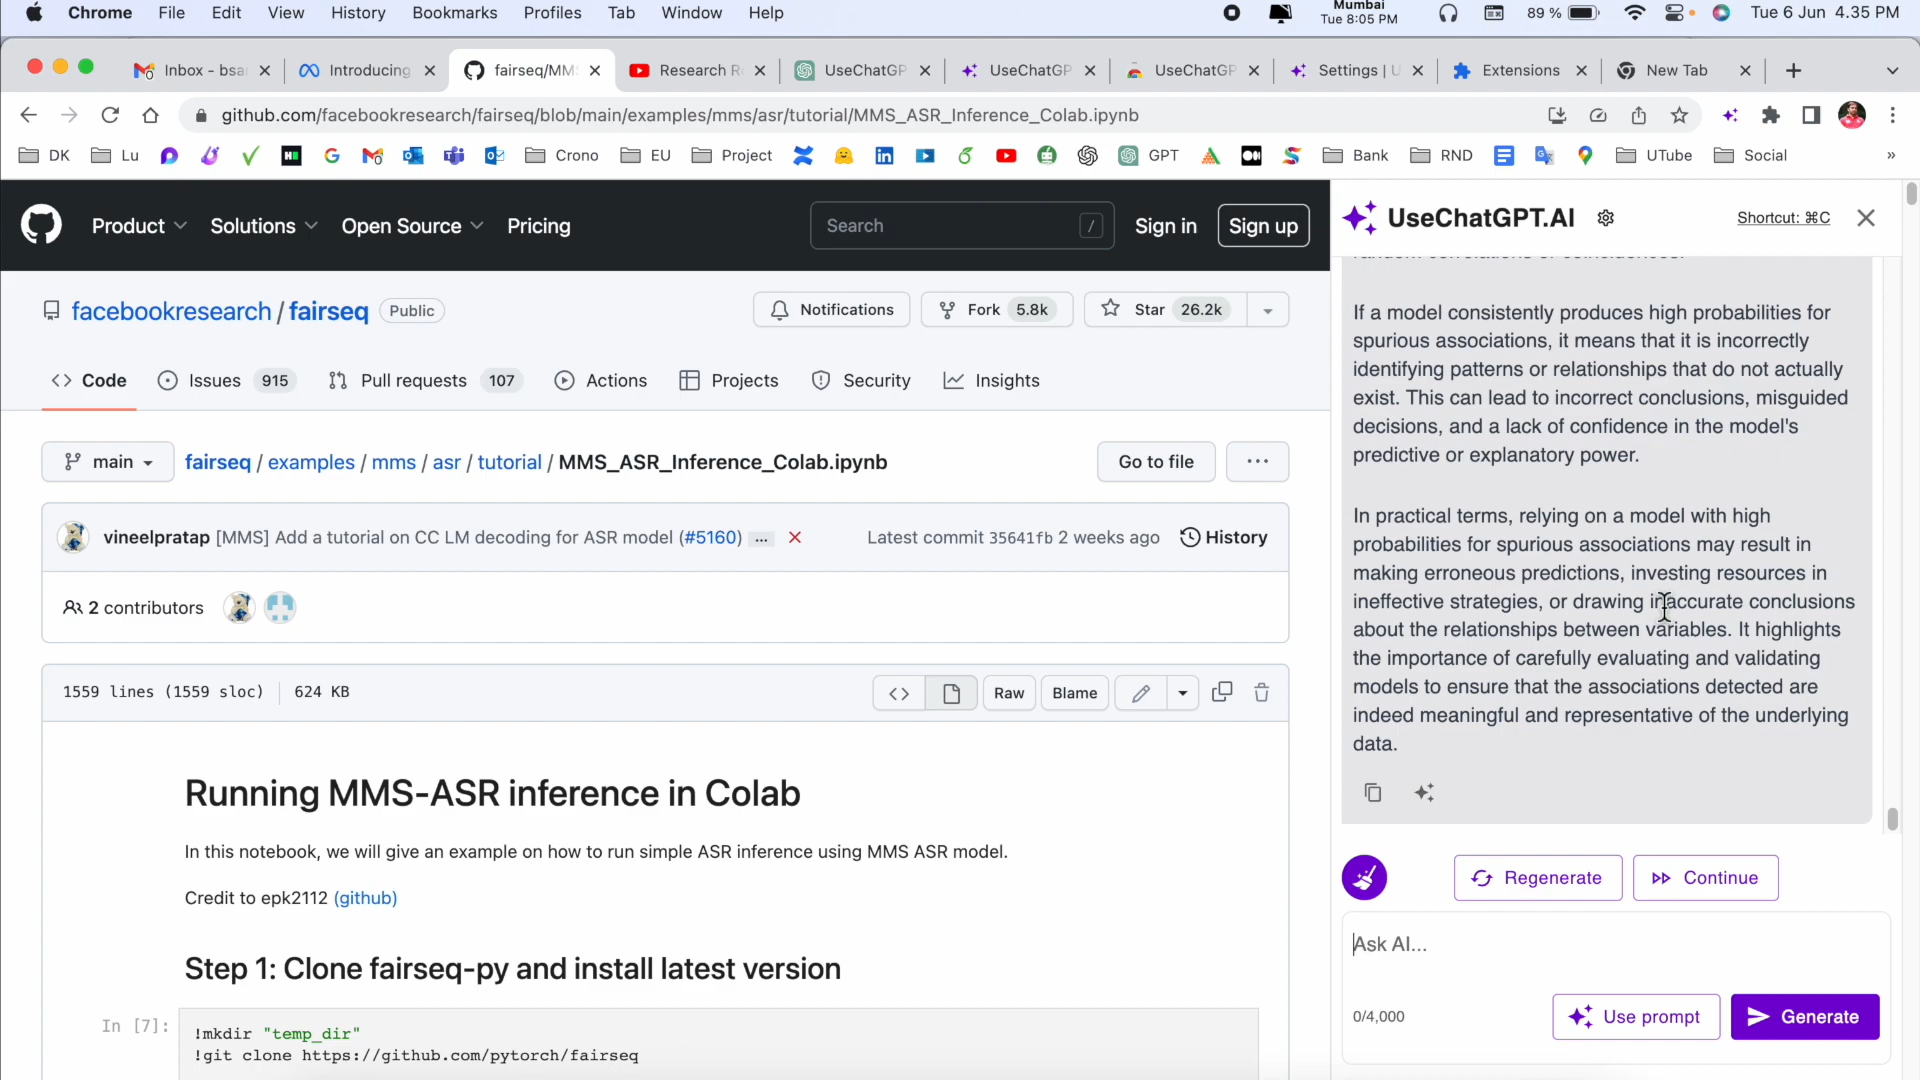 Chrome File Edit View History Bookmarks Profiles Tab Window Help
Mumbai
Tue 8:05 PM
89 %
Tue 6 Jun 4.35 PM
Inbox - bsa
Introducing
fairseq/MM
Research R
UseChatGP
UseChatGP
UseChatGP
Settings | U
Extensions
New Tab
github.com/facebookresearch/fairseq/blob/main/examples/mms/asr/tutorial/MMS_ASR_Inference_Colab.ipynb
DK Lu Crono EU Project GPT Bank RND UTube Social »
Product Solutions Open Source Pricing
Search /
Sign in Sign up
facebookresearch / fairseq Public
Notifications Fork 5.8k Star 26.2k
Code Issues 915 Pull requests 107 Actions Projects Security Insights
main fairseq / examples / mms / asr / tutorial / MMS_ASR_Inference_Colab.ipynb
Go to file ...
vineelpratap [MMS] Add a tutorial on CC LM decoding for ASR model (#5160) ...
Latest commit 35641fb 2 weeks ago History
2 contributors
1559 lines (1559 sloc) 624 KB
Raw Blame
Running MMS-ASR inference in Colab
In this notebook, we will give an example on how to run simple ASR inference using MMS ASR model.
Credit to epk2112 (github)
Step 1: Clone fairseq-py and install latest version
In [7]:
!mkdir "temp_dir"
!git clone https://github.com/pytorch/fairseq
UseChatGPT.AI
Shortcut: ⌘C
If a model consistently produces high probabilities for
spurious associations, it means that it is incorrectly
identifying patterns or relationships that do not actually
exist. This can lead to incorrect conclusions, misguided
decisions, and a lack of confidence in the model's
predictive or explanatory power.
In practical terms, relying on a model with high
probabilities for spurious associations may result in
making erroneous predictions, investing resources in
ineffective strategies, or drawing inaccurate conclusions
about the relationships between variables. It highlights
the importance of carefully evaluating and validating
models to ensure that the associations detected are
indeed meaningful and representative of the underlying
data.
Regenerate Continue
Ask AI...
0/4,000
Use prompt Generate